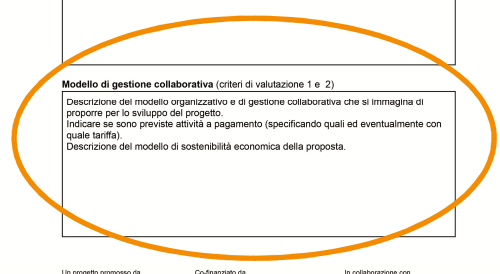 Modello di gestione collaborativa (criteri di valutazione 1 e 2)
Descrizione del modello organizzativo e di gestione collaborativa che si immagina di
proporre per lo sviluppo del progetto.
Indicare se sono previste attività a pagamento (specificando quali ed eventualmente con
quale tariffa).
Descrizione del modello di sostenibilità economica della proposta.
Un progetto promosso da Co-finanziato da In collaborazione con